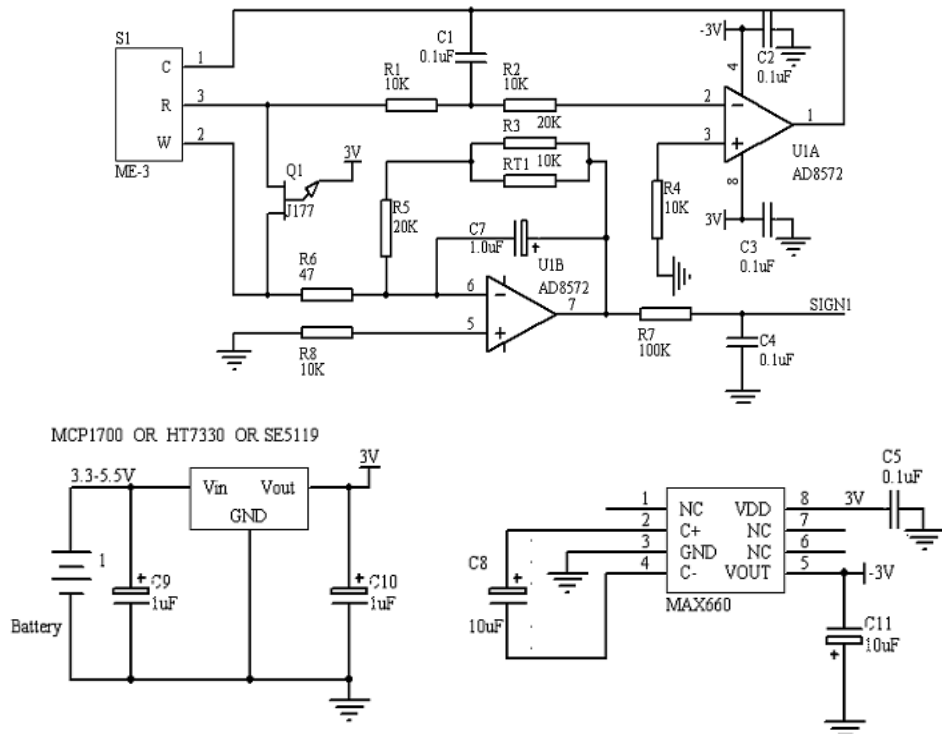 S1
C 1
R 3
W 2
ME-3
C1
0.1uF
R1
10K
R2
10K
20K
R3
10K
RT1
-3V
4
C2
0.1uF
2
3
1
U1A
AD8572
8
3V
C3
0.1uF
R4
10K
Q1
J177
3V
R5
20K
C7
1.0uF
+
U1B
AD8572
R6
47
6
5
7
R8
10K
R7
100K
SIGN1
C4
0.1uF
MCP1700 OR HT7330 OR SE5119
3.3-5.5V
Vin Vout
GND
3V
1
Battery
+
C9
1uF
+
C10
1uF
C8
+
10uF
1 NC VDD 8
2 C+ NC 7
3 GND NC 6
4 C- VOUT 5
MAX660
3V
C5
0.1uF
-3V
C11
10uF
+